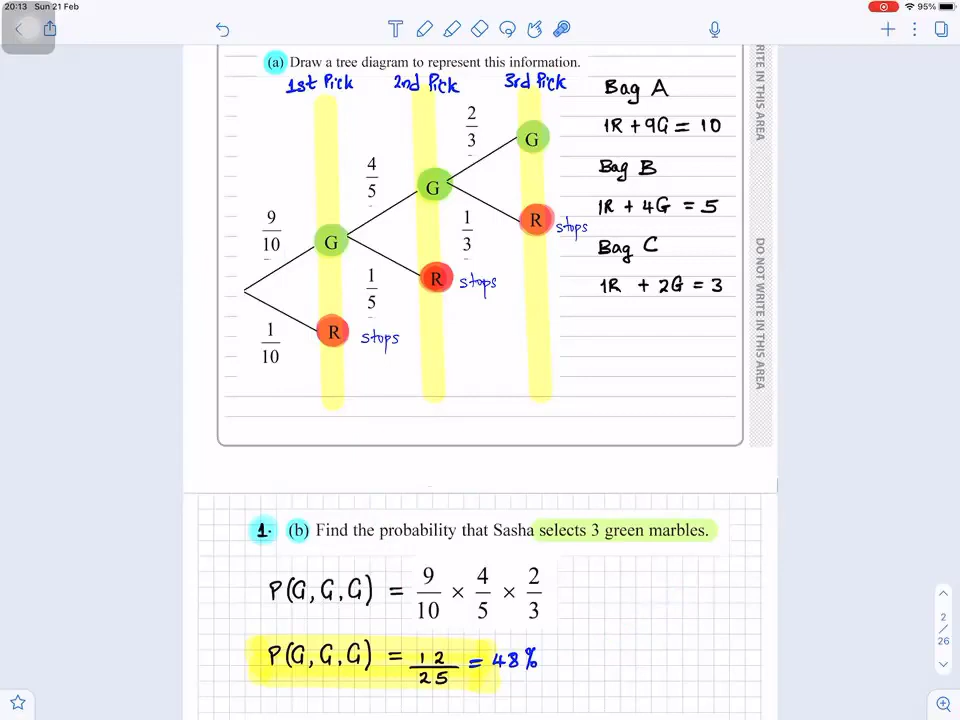 20:13 Sun 21 Feb
95%
(a) Draw a tree diagram to represent this information.
1st Pick 2nd Pick 3rd Pick
Bag A
1R + 9G = 10
Bag B
1R + 4G = 5
Bag C
1R + 2G = 3
9/10
1/10
G
R stops
4/5
1/5
G
R stops
2/3
1/3
G
R stops
RITE IN THIS AREA
DO NOT WRITE IN THIS AREA
1. (b) Find the probability that Sasha selects 3 green marbles.
P(G, G, G) = 9/10 × 4/5 × 2/3
P(G, G, G) = 12/25 = 48%
2 / 26